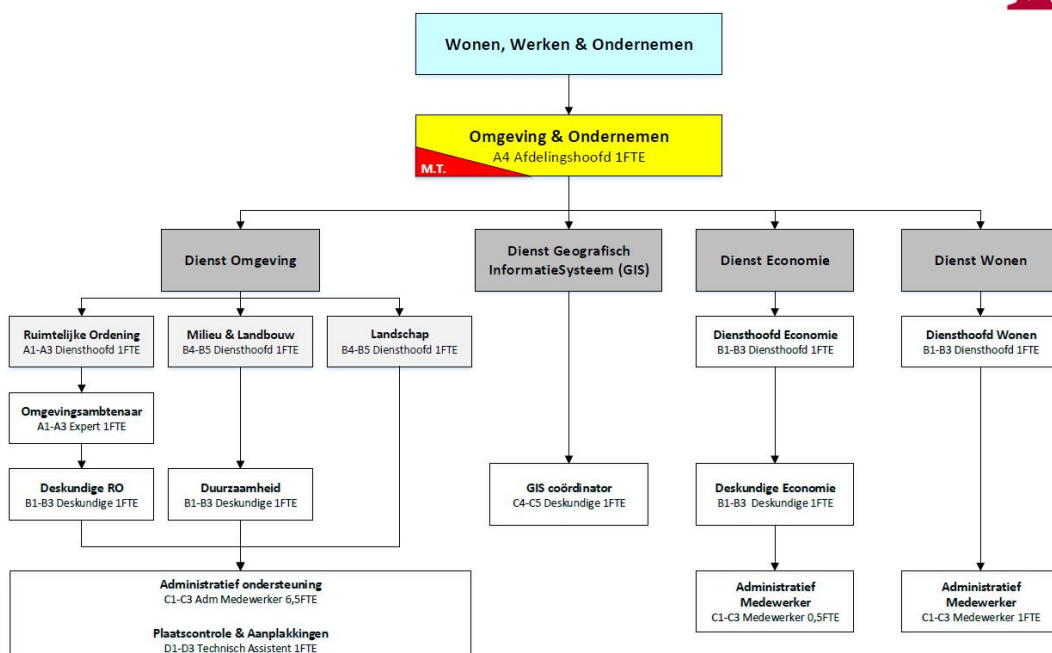 Wonen, Werken & Ondernemen
Omgeving & Ondernemen
A4 Afdelingshoofd 1FTE
M.T.
Dienst Omgeving
Dienst Geografisch
InformatieSysteem (GIS)
Dienst Economie
Dienst Wonen
Ruimtelijke Ordening
A1-A3 Diensthoofd 1FTE
Milieu & Landbouw
B4-B5 Diensthoofd 1FTE
Landschap
B4-B5 Diensthoofd 1FTE
Diensthoofd Economie
B1-B3 Diensthoofd 1FTE
Diensthoofd Wonen
B1-B3 Diensthoofd 1FTE
Omgevingsambtenaar
A1-A3 Expert 1FTE
Deskundige RO
B1-B3 Deskundige 1FTE
Duurzaamheid
B1-B3 Deskundige 1FTE
GIS coördinator
C4-C5 Deskundige 1FTE
Deskundige Economie
B1-B3 Deskundige 1FTE
Administratief ondersteuning
C1-C3 Adm Medewerker 6,5FTE
Plaatscontrole & Aanplakkingen
D1-D3 Technisch Assistent 1FTE
Administratief
Medewerker
C1-C3 Medewerker 0,5FTE
Administratief
Medewerker
C1-C3 Medewerker 1FTE